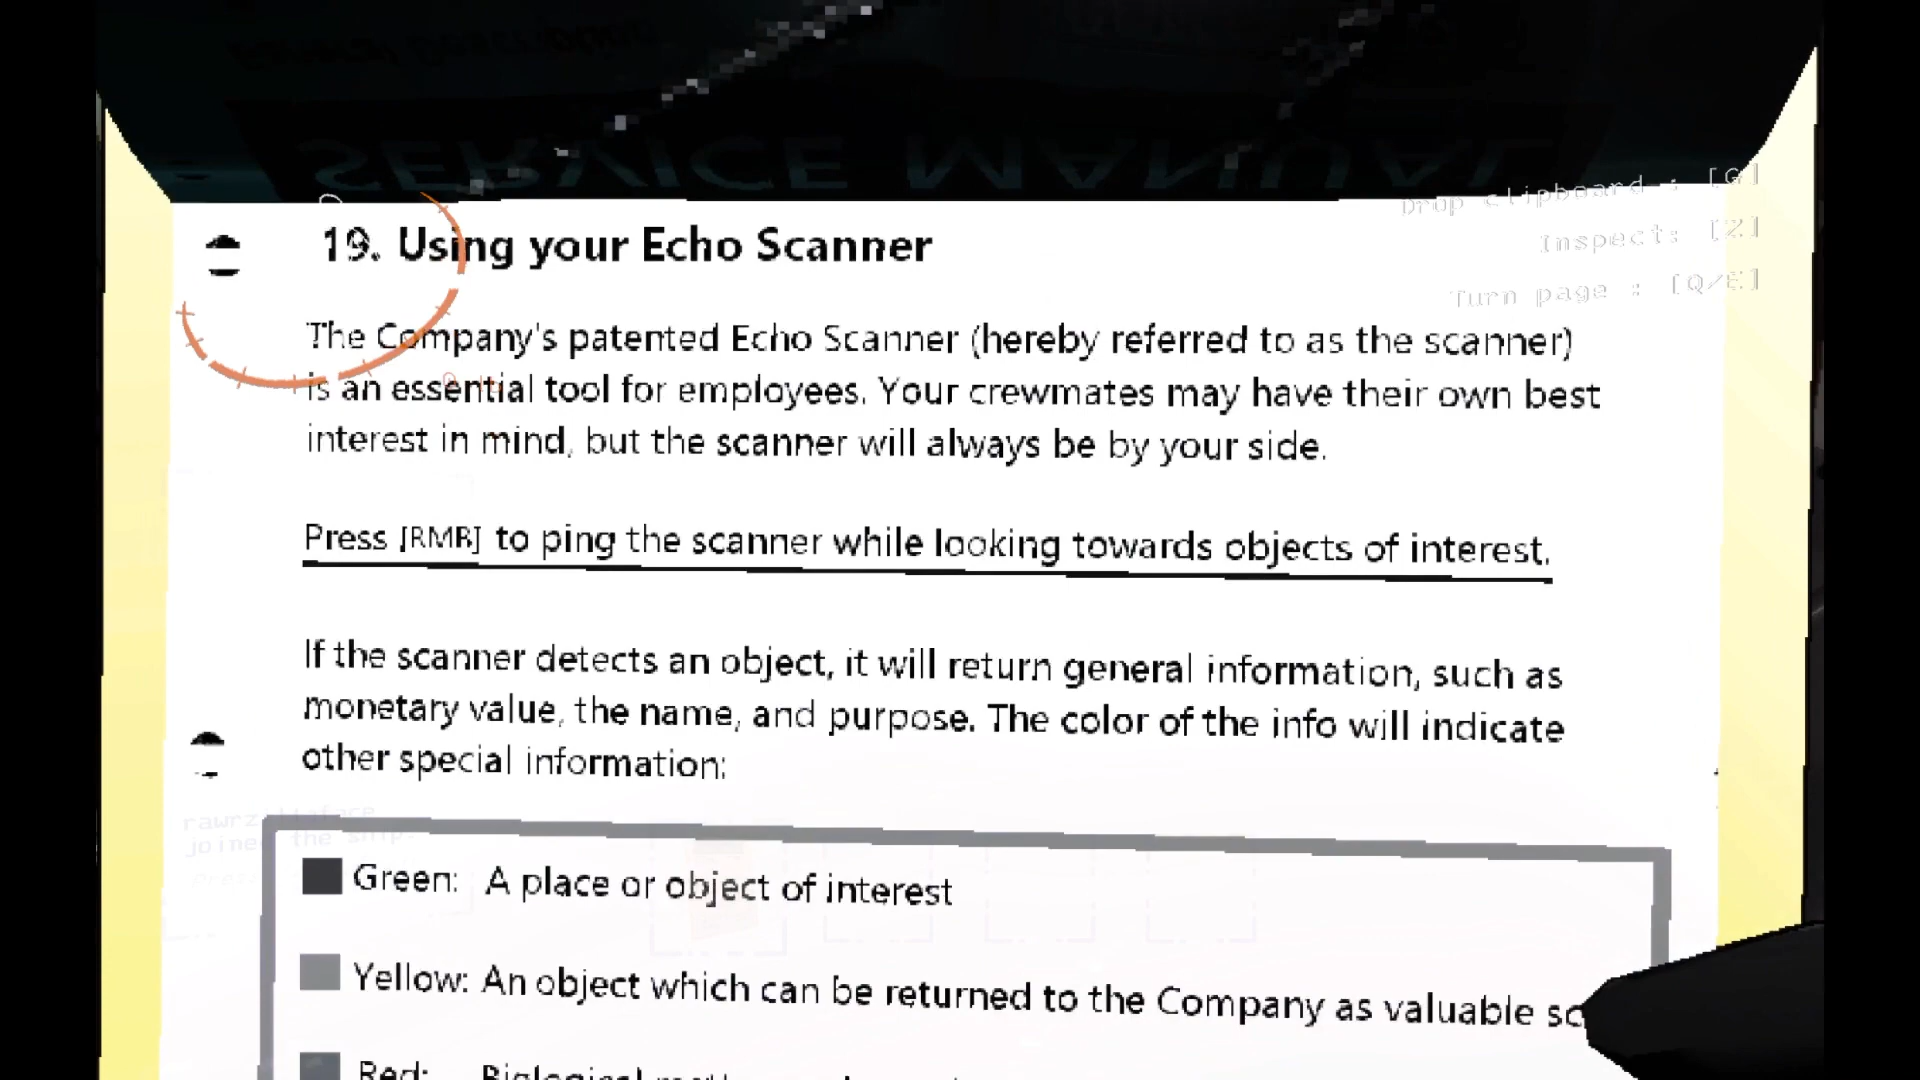 SERVICE MANUAL
Drop clipboard : [G]
Inspect: [Z]
Turn page : [Q/E]
19. Using your Echo Scanner
The Company's patented Echo Scanner (hereby referred to as the scanner)
is an essential tool for employees. Your crewmates may have their own best
interest in mind, but the scanner will always be by your side.
Press [RMB] to ping the scanner while looking towards objects of interest.
If the scanner detects an object, it will return general information, such as
monetary value, the name, and purpose. The color of the info will indicate
other special information:
joined the ship.
Green: A place or object of interest
Yellow: An object which can be returned to the Company as valuable sc
Red: Biological